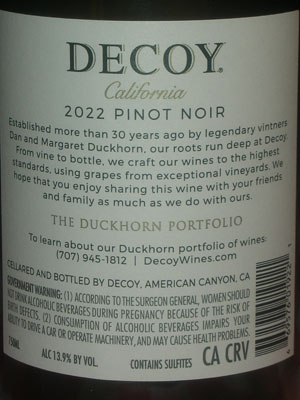 DECOY®
California
2022 PINOT NOIR
Established more than 30 years ago by legendary vintners
Dan and Margaret Duckhorn, our roots run deep at Decoy.
From vine to bottle, we craft our wines to the highest
standards, using grapes from exceptional vineyards. We
hope that you enjoy sharing this wine with your friends
and family as much as we do with ours.
THE DUCKHORN PORTFOLIO
To learn about our Duckhorn portfolio of wines:
(707) 945-1812 | DecoyWines.com
CELLARED AND BOTTLED BY DECOY, AMERICAN CANYON, CA
GOVERNMENT WARNING: (1) ACCORDING TO THE SURGEON GENERAL, WOMEN SHOULD
NOT DRINK ALCOHOLIC BEVERAGES DURING PREGNANCY BECAUSE OF THE RISK OF
BIRTH DEFECTS. (2) CONSUMPTION OF ALCOHOLIC BEVERAGES IMPAIRS YOUR
ABILITY TO DRIVE A CAR OR OPERATE MACHINERY, AND MAY CAUSE HEALTH PROBLEMS.
750ML ALC 13.9% BY VOL. CONTAINS SULFITES CA CRV